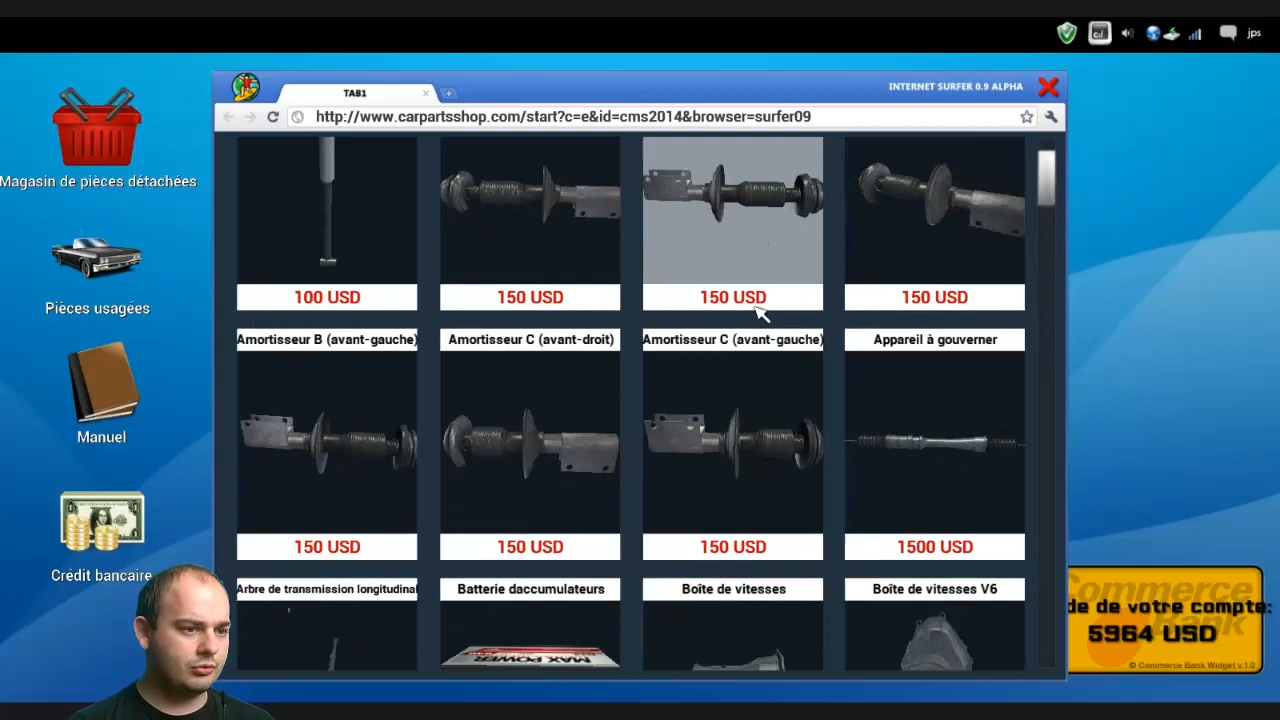 jps
TAB1
INTERNET SURFER 0.9 ALPHA
http://www.carpartsshop.com/start?c=e&id=cms2014&browser=surfer09
Magasin de pièces détachées
Pièces usagées
Manuel
Crédit bancaire
100 USD
150 USD
150 USD
150 USD
Amortisseur B (avant-gauche)
Amortisseur C (avant-droit)
Amortisseur C (avant-gauche)
Appareil à gouverner
150 USD
150 USD
150 USD
1500 USD
Arbre de transmission longitudinal
Batterie daccumulateurs
Boîte de vitesses
Boîte de vitesses V6
MAX POWER
Commerce
Bank
de de votre compte:
5964 USD
© Commerce Bank Widget v.1.0